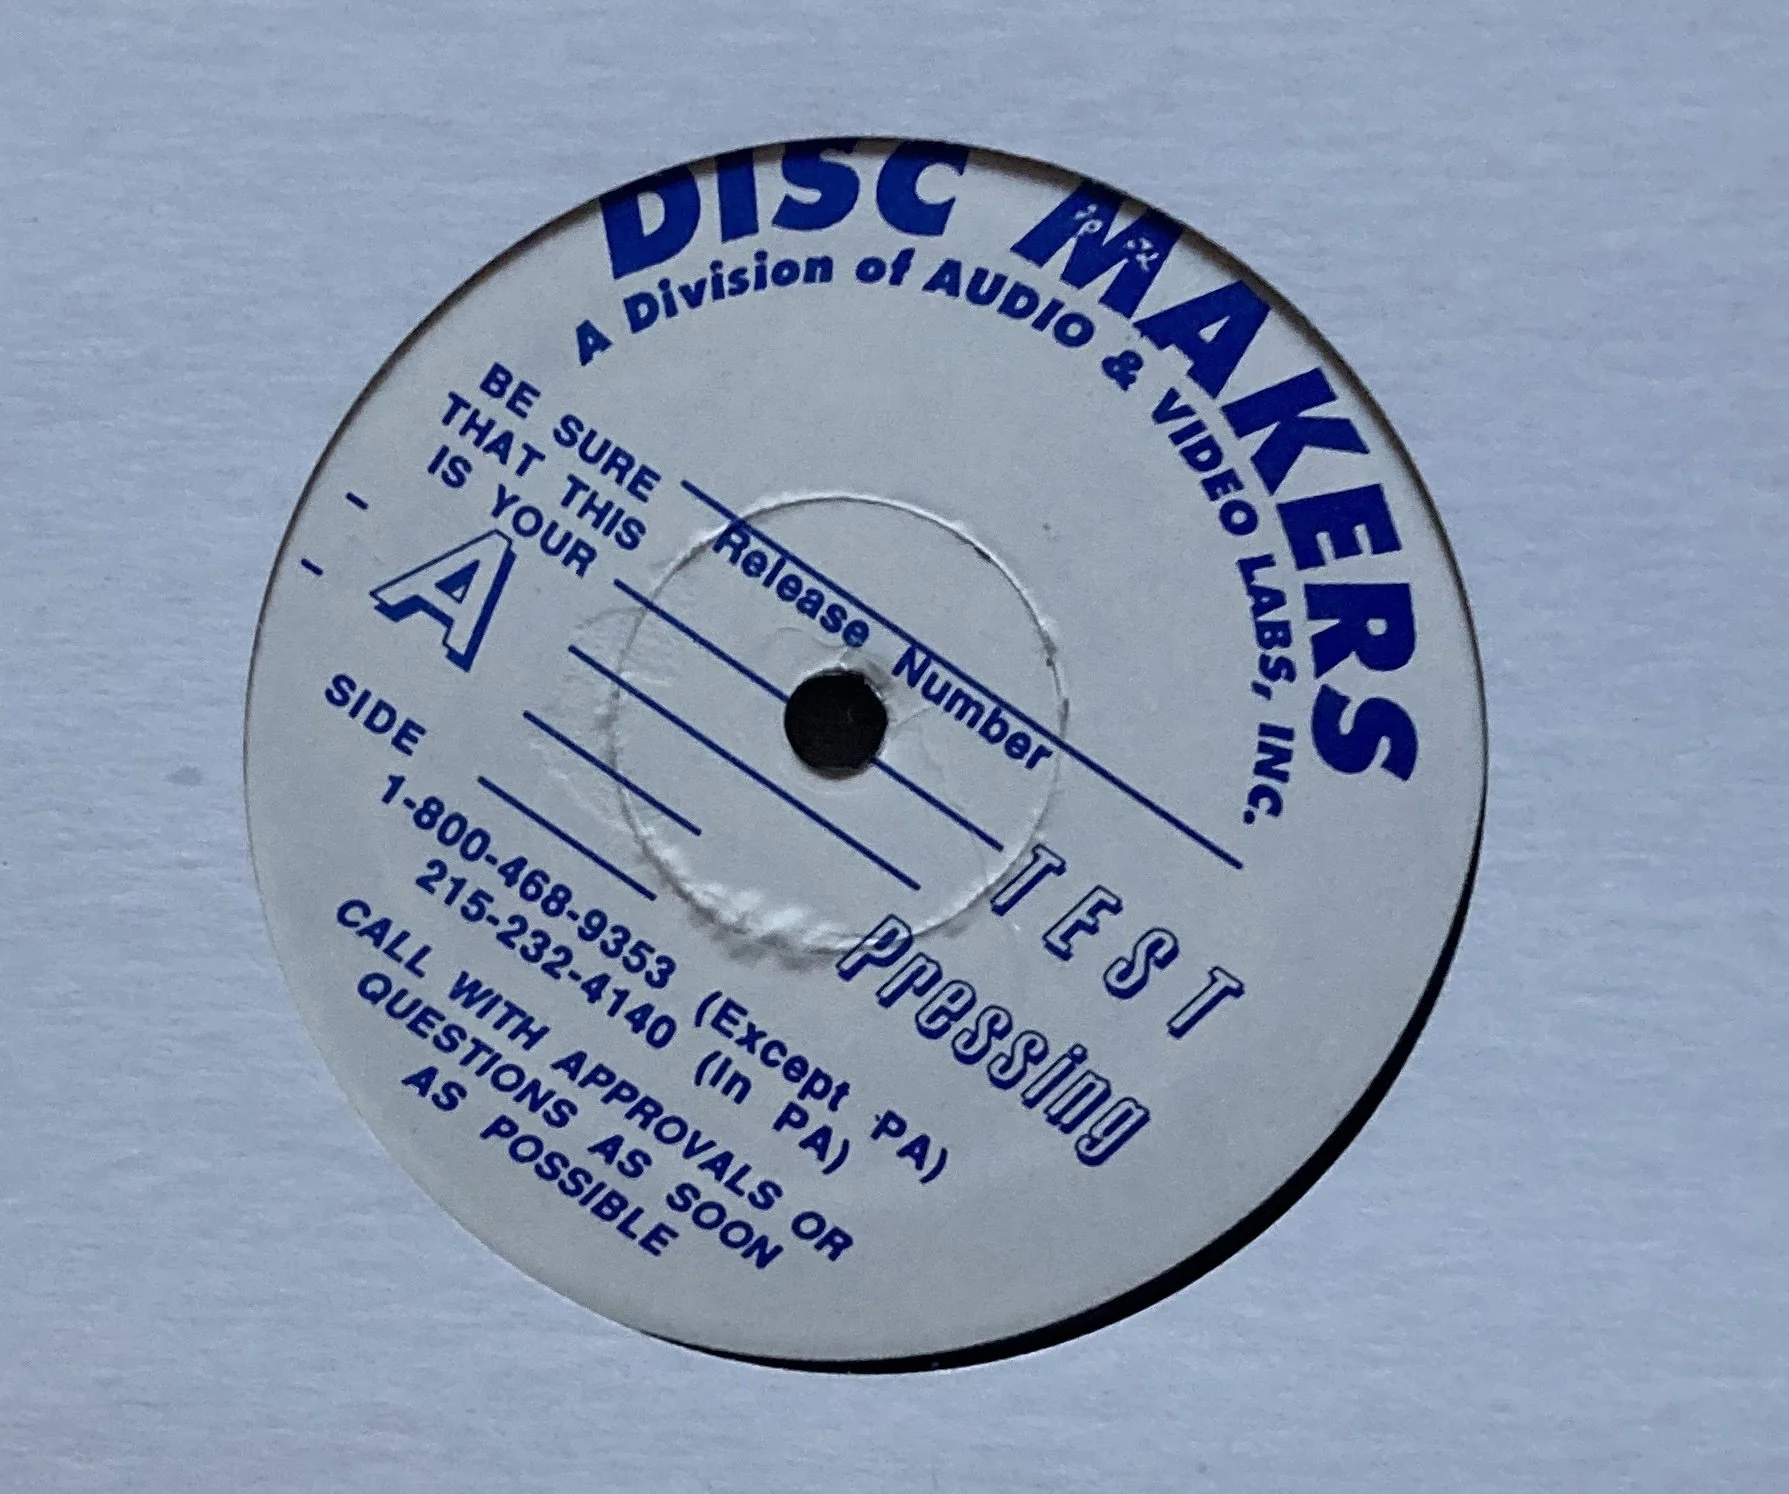 DISC MAKERS
A Division of AUDIO & VIDEO LABS, INC.
BE SURE
THAT THIS
IS YOUR
Release Number
A
SIDE
TEST
Pressing
1-800-468-9353 (Except PA)
215-232-4140 (In PA)
CALL WITH APPROVALS OR
QUESTIONS AS SOON
AS POSSIBLE